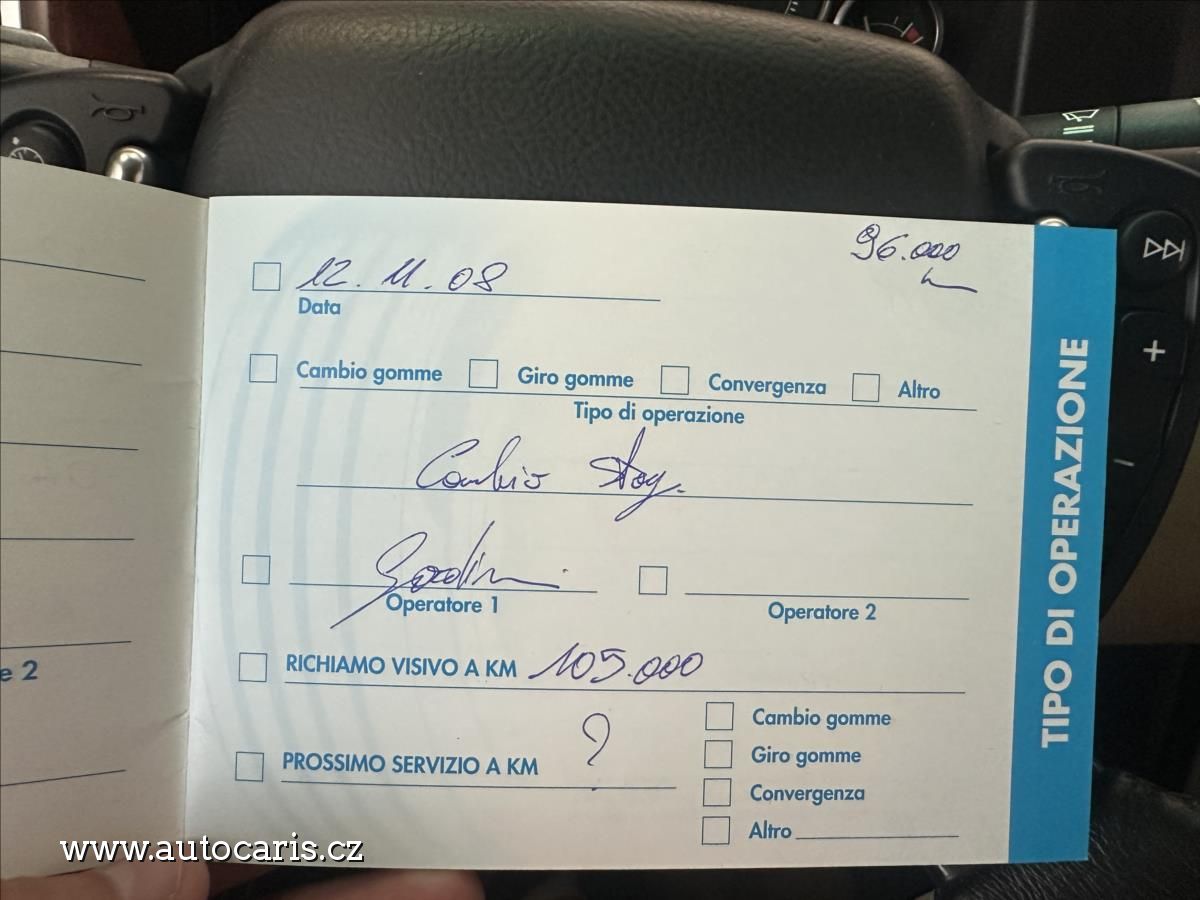 96.000
12.11.08
Data
Cambio gomme Giro gomme Convergenza Altro
Tipo di operazione
Cambio Stag.
Operatore 1 Operatore 2
e 2
RICHIAMO VISIVO A KM 105.000
PROSSIMO SERVIZIO A KM ?
Cambio gomme
Giro gomme
Convergenza
Altro
TIPO DI OPERAZIONE
www.autocaris.cz